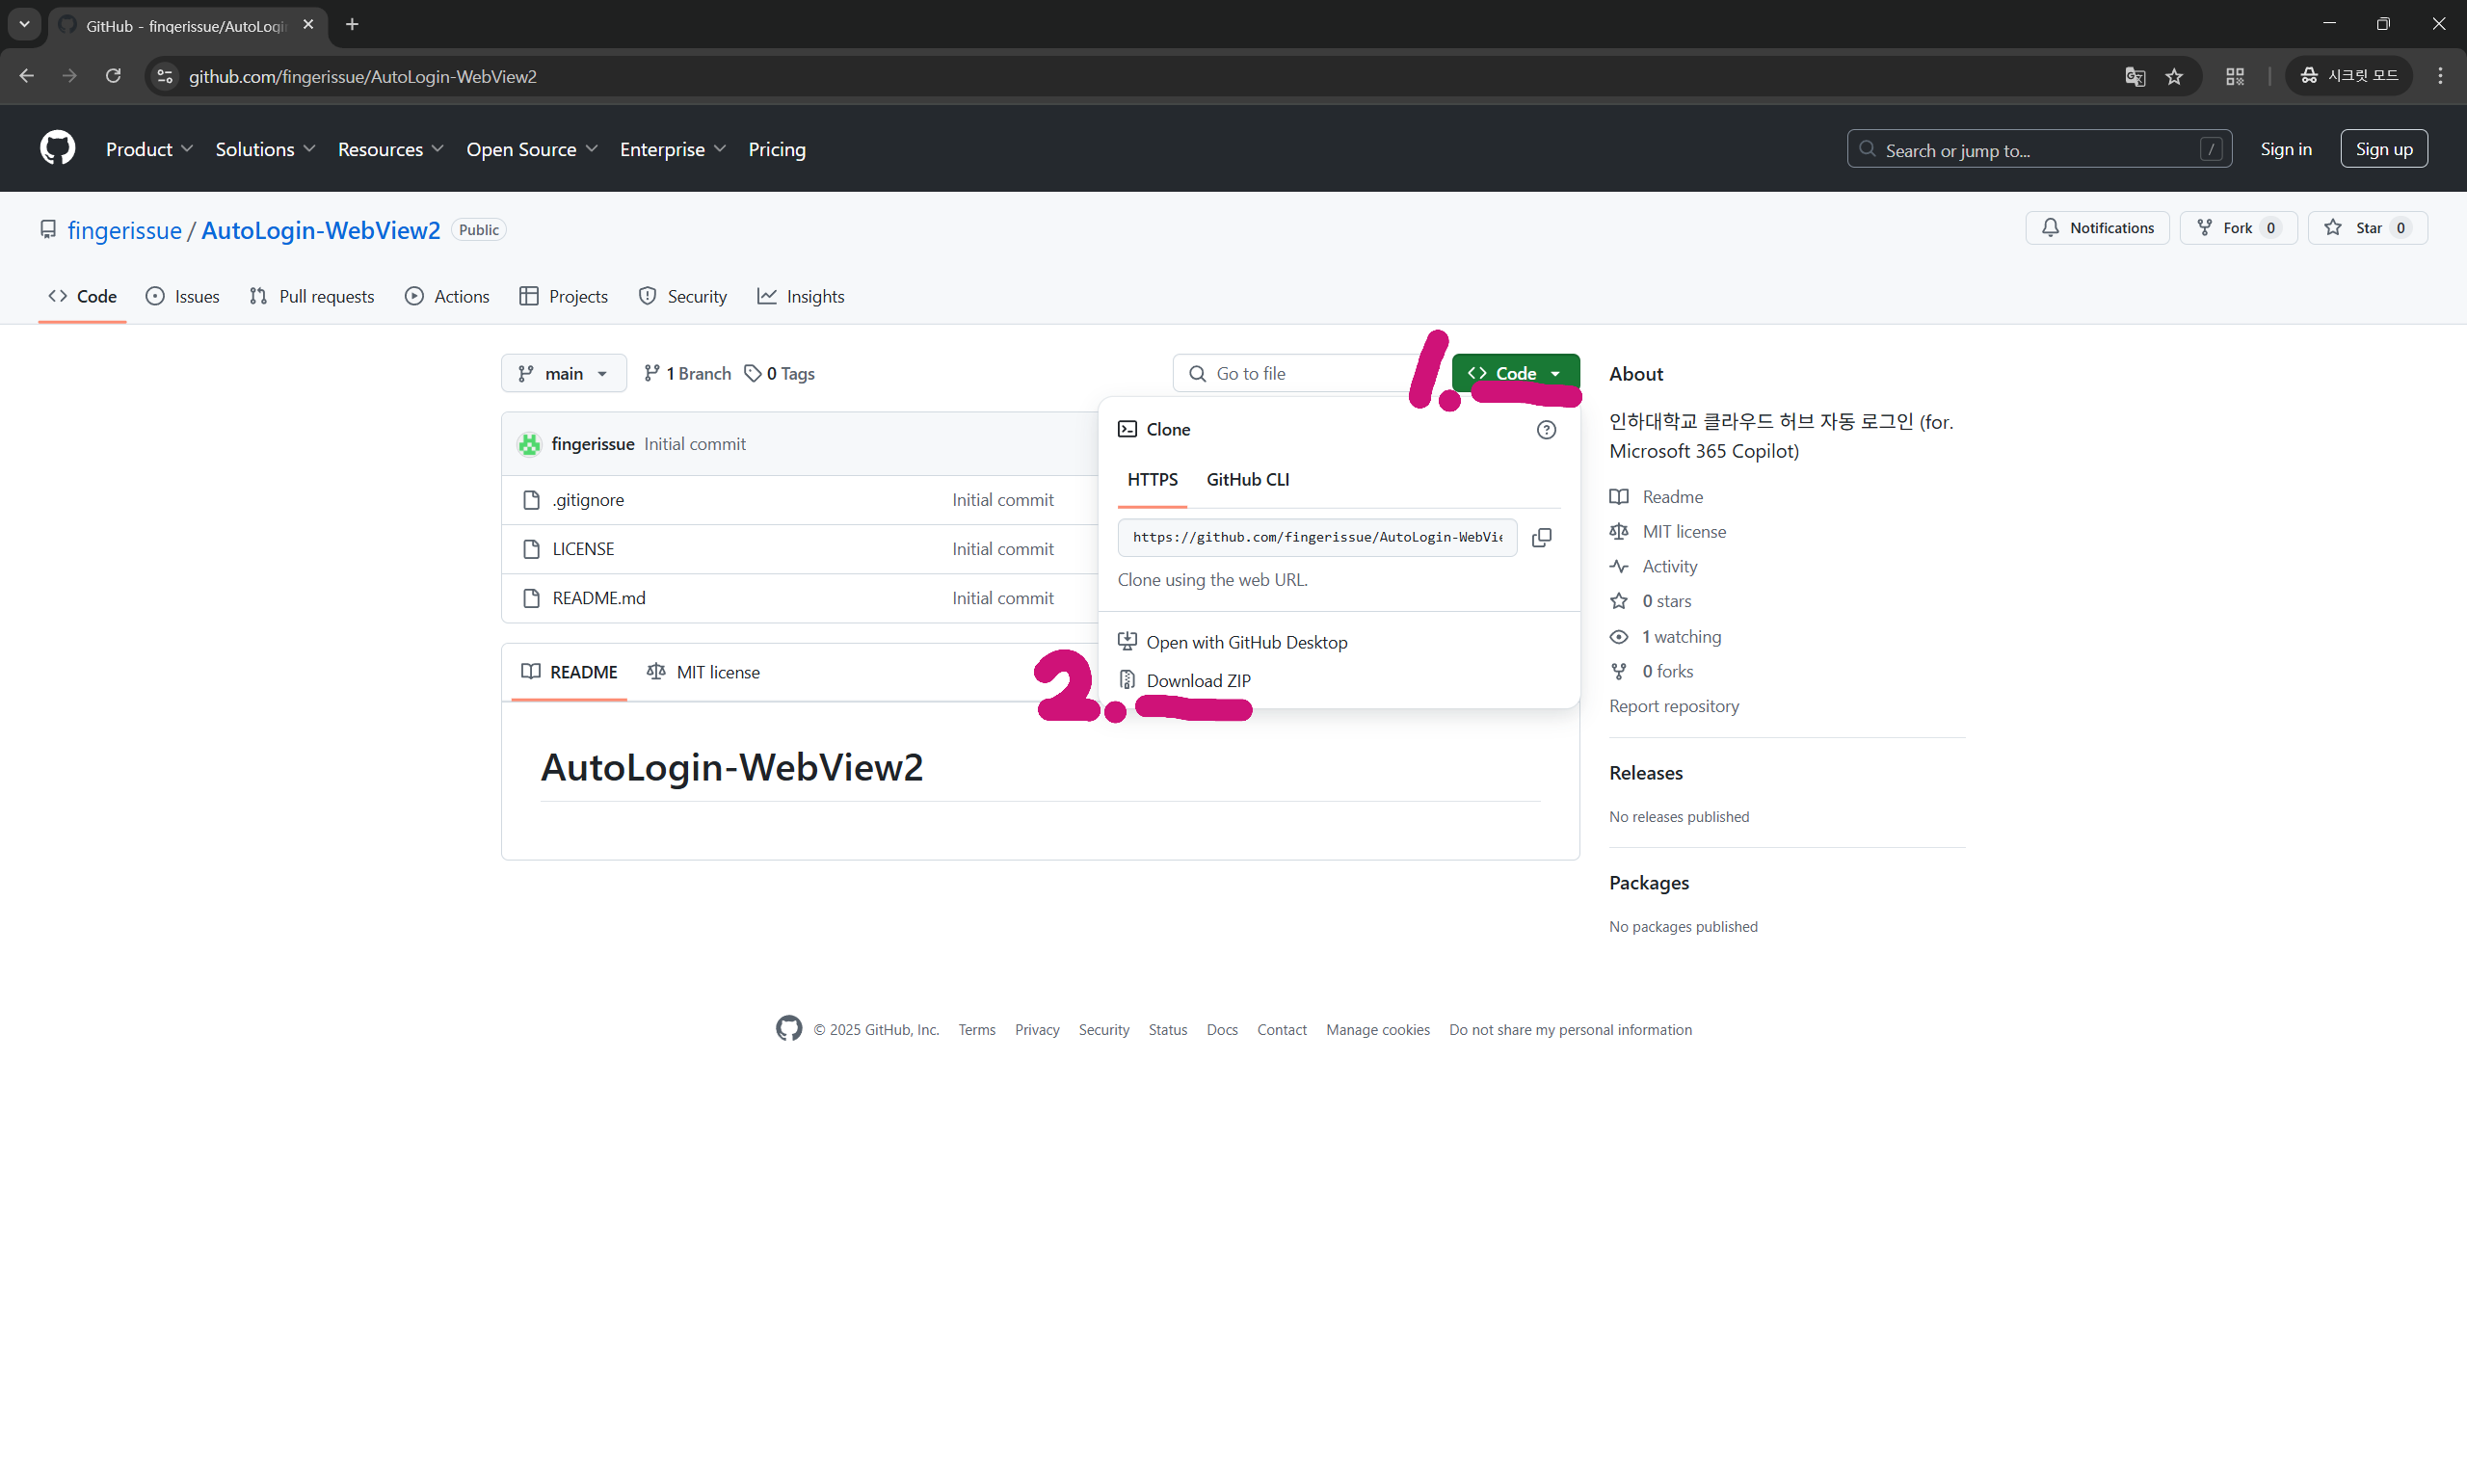 GitHub - fingerissue/AutoLogi
github.com/fingerissue/AutoLogin-WebView2
시크릿 모드
Product Solutions Resources Open Source Enterprise Pricing
Search or jump to... /
Sign in
Sign up
fingerissue / AutoLogin-WebView2 Public
Notifications
Fork 0
Star 0
Code Issues Pull requests Actions Projects Security Insights
main 1 Branch 0 Tags
Go to file
1.
Code
fingerissue Initial commit
.gitignore Initial commit
LICENSE Initial commit
README.md Initial commit
Clone
HTTPS GitHub CLI
https://github.com/fingerissue/AutoLogin-WebVie
Clone using the web URL.
Open with GitHub Desktop
2.
Download ZIP
README MIT license
AutoLogin-WebView2
About
인하대학교 클라우드 허브 자동 로그인 (for.
Microsoft 365 Copilot)
Readme
MIT license
Activity
0 stars
1 watching
0 forks
Report repository
Releases
No releases published
Packages
No packages published
© 2025 GitHub, Inc. Terms Privacy Security Status Docs Contact Manage cookies Do not share my personal information